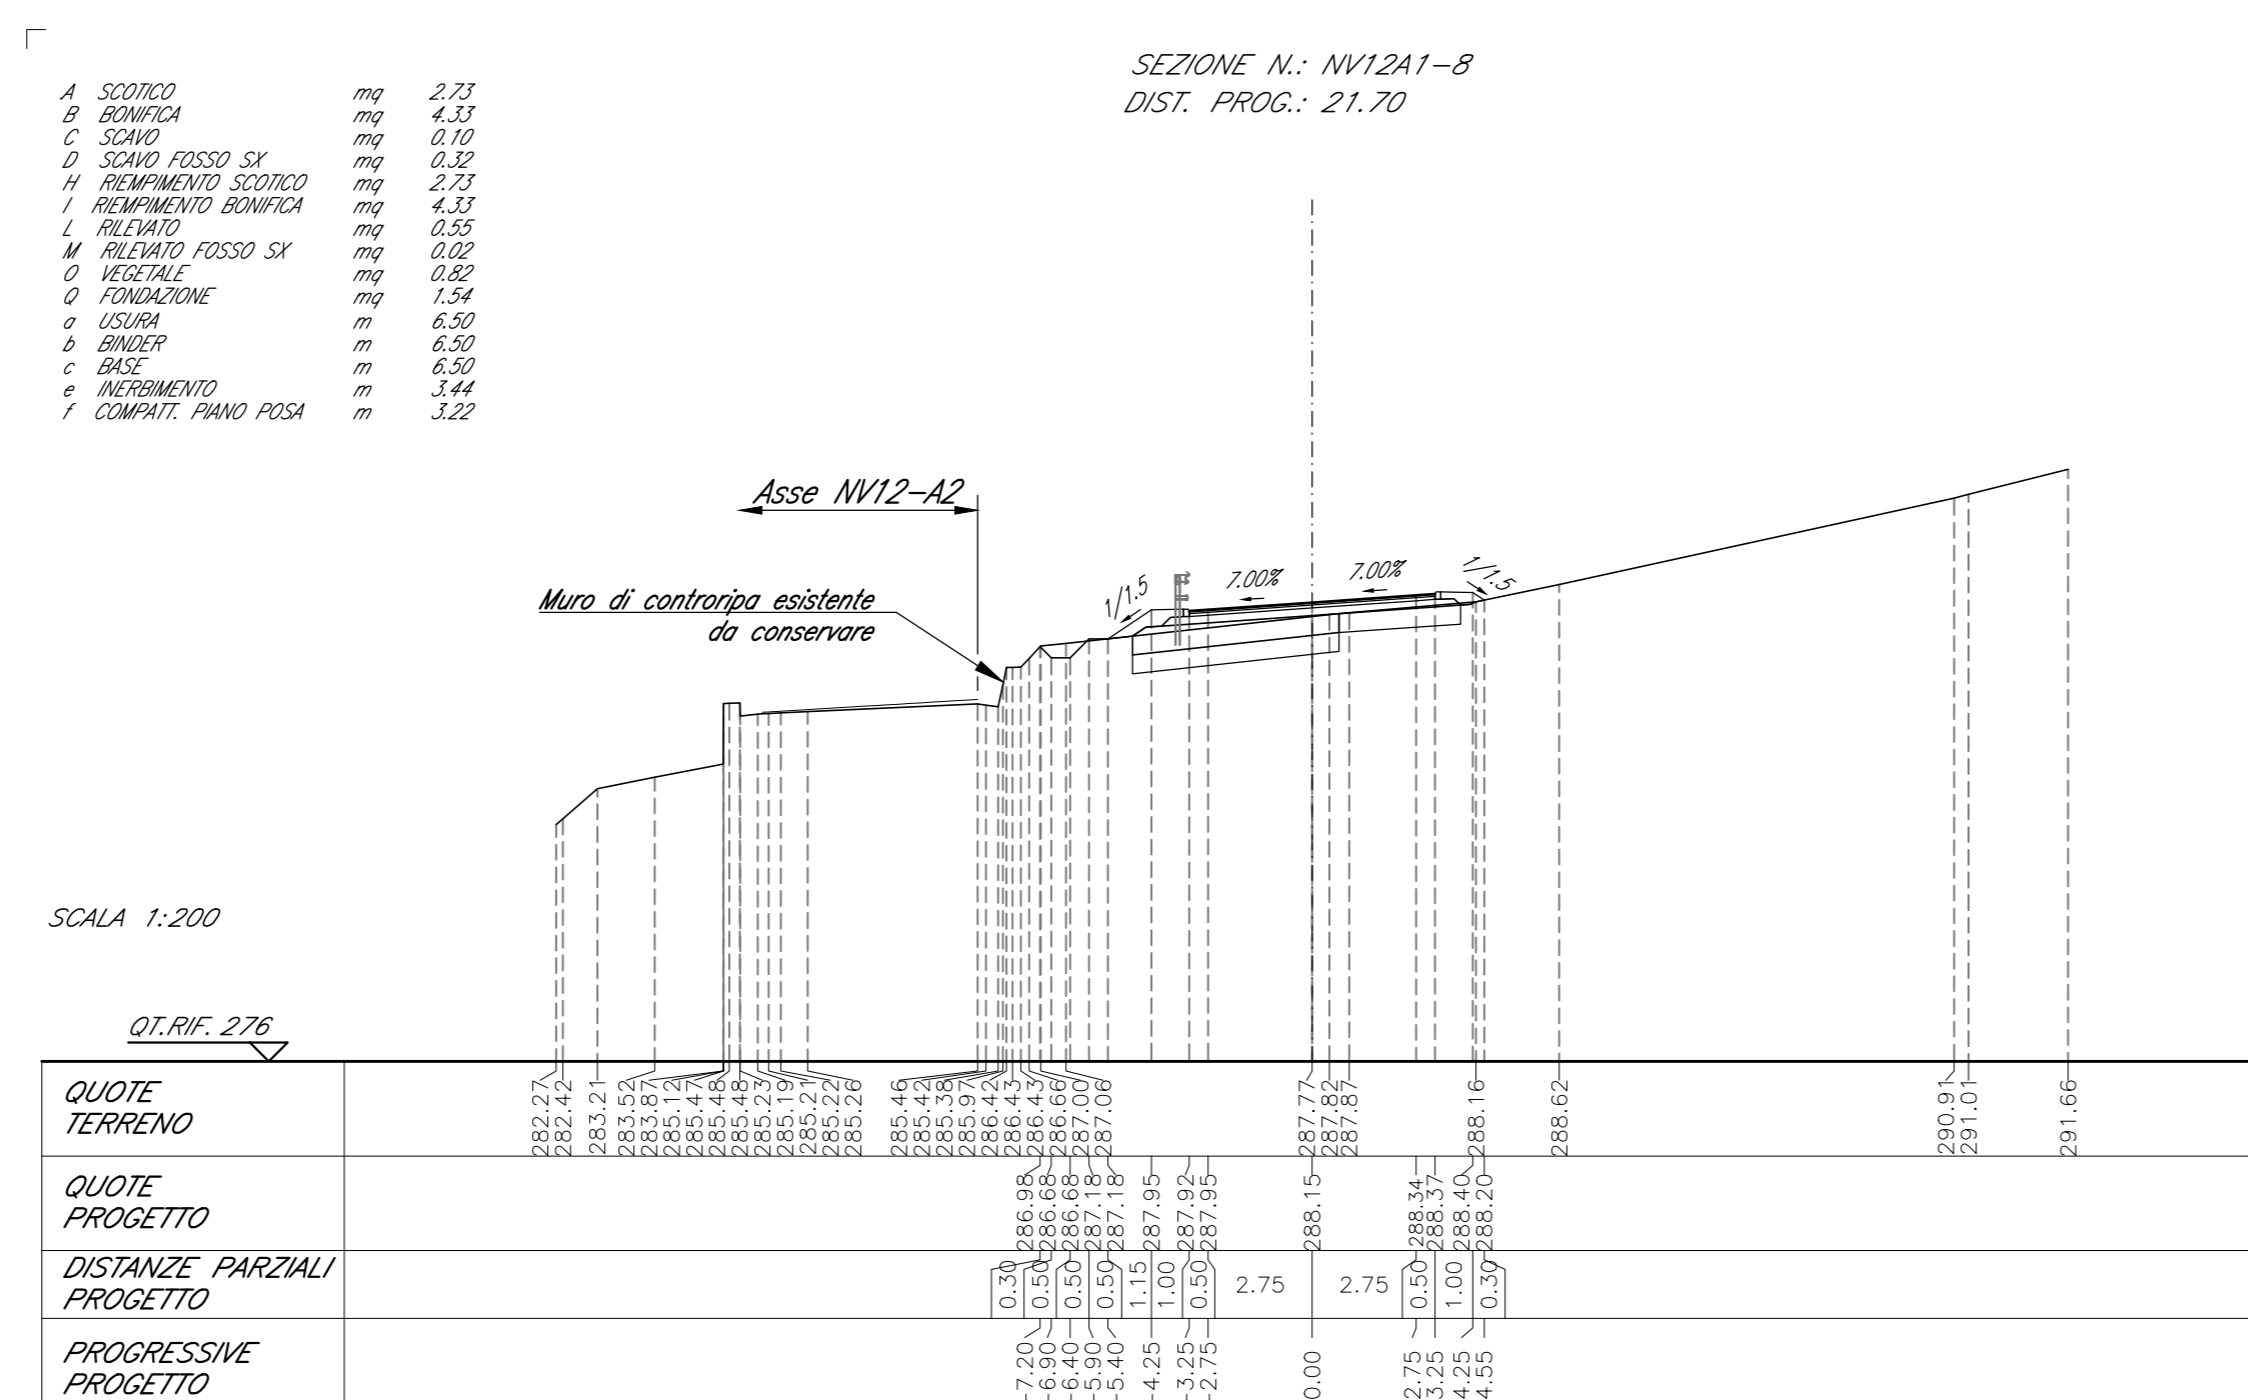 SEZIONE N.: NV12A1-8
DIST. PROG.: 21.70
A SCOTICO mq 2.73
B BONIFICA mq 4.33
C SCAVO mq 0.10
D SCAVO FOSSO SX mq 0.32
H RIEMPIMENTO SCOTICO mq 2.73
I RIEMPIMENTO BONIFICA mq 4.33
L RILEVATO mq 0.55
M RILEVATO FOSSO SX mq 0.02
O VEGETALE mq 0.82
Q FONDAZIONE mq 1.54
a USURA m 6.50
b BINDER m 6.50
c BASE m 6.50
e INERBIMENTO m 3.44
f COMPATT. PIANO POSA m 3.22
Asse NV12-A2
Muro di controripa esistente
da conservare
1/1.5 7.00% 7.00% 1/1.5
SCALA 1:200
QT.RIF. 276
QUOTE
TERRENO
282.27 282.42 283.21 283.52 283.87 285.12 285.47 285.48 285.48 285.23 285.19 285.21 285.22 285.26 285.46 285.42 285.38 285.97 286.42 286.43 286.43 286.66 287.00 287.06 287.77 287.82 287.87 288.16 288.62 290.91 291.01 291.66
QUOTE
PROGETTO
286.98 286.68 286.68 287.18 287.18 287.95 287.92 287.95 288.15 288.34 288.37 288.40 288.20
DISTANZE PARZIALI
PROGETTO
0.30 0.50 0.50 0.50 1.15 1.00 0.50 2.75 2.75 0.50 1.00 0.30
PROGRESSIVE
PROGETTO
-7.20 -6.90 -6.40 -5.90 -5.40 -4.25 -3.25 -2.75 0.00 2.75 3.25 4.25 4.55